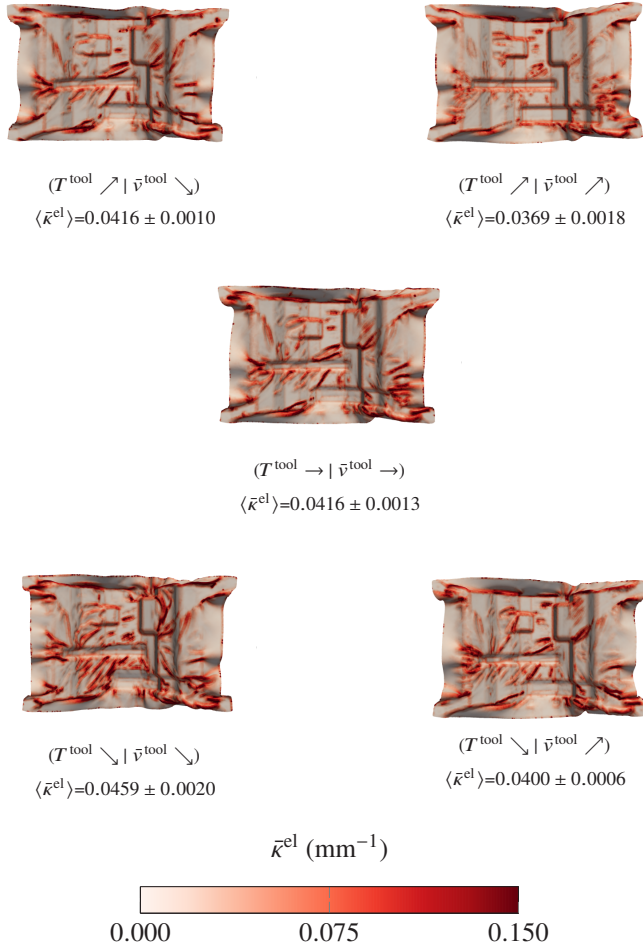 (T^tool ↗ | v̄^tool ↘)
(T^tool ↗ | v̄^tool ↗)
⟨κ̄^el⟩=0.0416 ± 0.0010
⟨κ̄^el⟩=0.0369 ± 0.0018
(T^tool → | v̄^tool →)
⟨κ̄^el⟩=0.0416 ± 0.0013
(T^tool ↘ | v̄^tool ↘)
(T^tool ↘ | v̄^tool ↗)
⟨κ̄^el⟩=0.0459 ± 0.0020
⟨κ̄^el⟩=0.0400 ± 0.0006
κ̄^el (mm⁻¹)
0.000 0.075 0.150